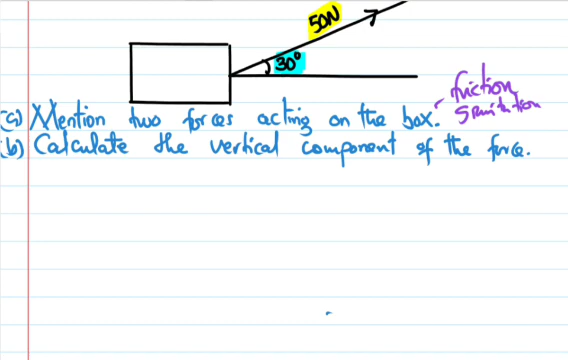 50N
30°
(a) Mention two forces acting on the box.
friction
(b) Calculate the vertical component of the force.